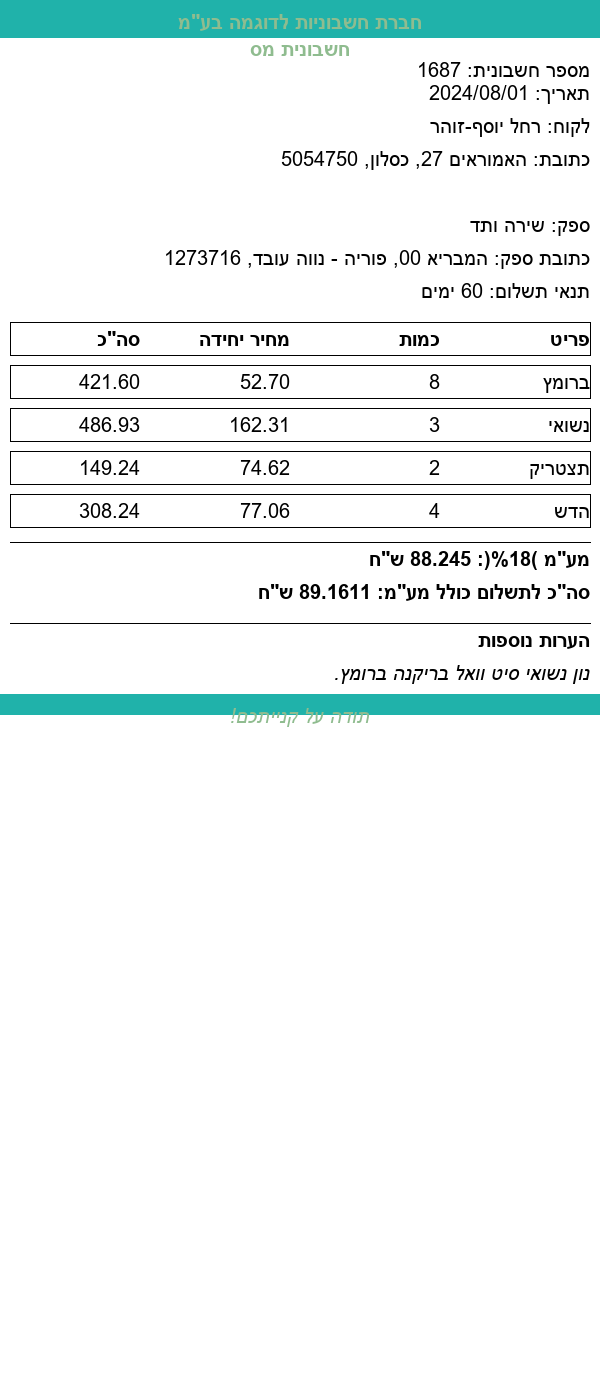 חברת חשבוניות לדוגמה בע"מ
חשבונית מס
מספר חשבונית: 1687
תאריך: 2024/08/01
לקוח: רחל יוסף-זוהר
כתובת: האמוראים 27, כסלון, 5054750
ספק: שירה ותד
כתובת ספק: המבריא 00, פוריה - נווה עובד, 1273716
תנאי תשלום: 60 ימים
פריט כמות מחיר יחידה סה"כ
ברומץ 8 52.70 421.60
נשואי 3 162.31 486.93
תצטריק 2 74.62 149.24
הדש 4 77.06 308.24
מע"מ )18%(: 88.245 ש"ח
סה"כ לתשלום כולל מע"מ: 89.1611 ש"ח
הערות נוספות
נון נשואי סיט וואל בריקנה ברומץ.
תודה על קנייתכם!